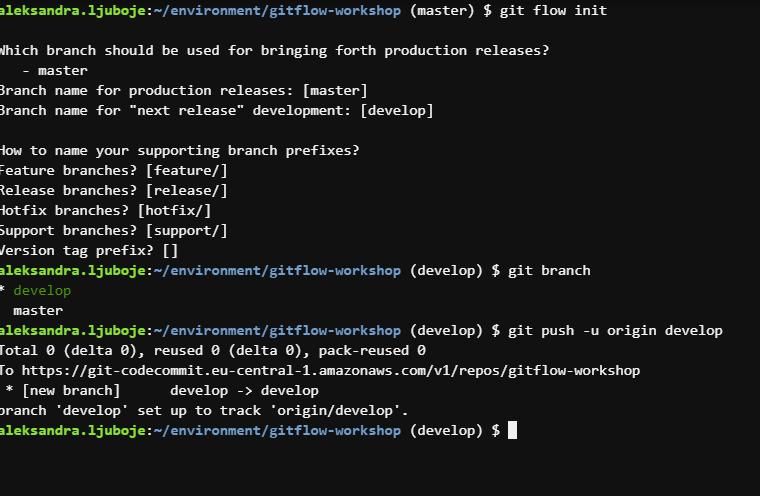 aleksandra.ljuboje:~/environment/gitflow-workshop (master) $ git flow init
Which branch should be used for bringing forth production releases?
- master
Branch name for production releases: [master]
Branch name for "next release" development: [develop]
How to name your supporting branch prefixes?
Feature branches? [feature/]
Release branches? [release/]
Hotfix branches? [hotfix/]
Support branches? [support/]
Version tag prefix? []
aleksandra.ljuboje:~/environment/gitflow-workshop (develop) $ git branch
* develop
master
aleksandra.ljuboje:~/environment/gitflow-workshop (develop) $ git push -u origin develop
Total 0 (delta 0), reused 0 (delta 0), pack-reused 0
To https://git-codecommit.eu-central-1.amazonaws.com/v1/repos/gitflow-workshop
* [new branch] develop -> develop
branch 'develop' set up to track 'origin/develop'.
aleksandra.ljuboje:~/environment/gitflow-workshop (develop) $